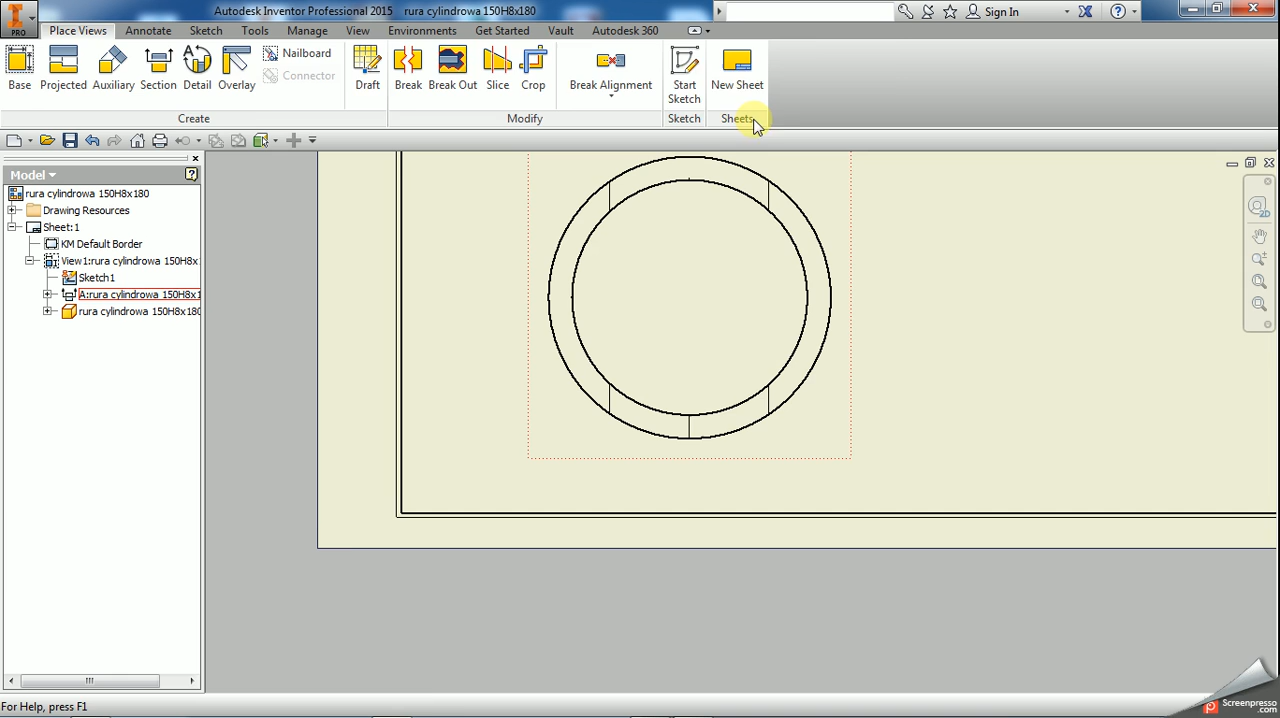 Autodesk Inventor Professional 2015 rura cylindrowa 150H8x180
Sign In
PRO
Place Views Annotate Sketch Tools Manage View Environments Get Started Vault Autodesk 360
Base Projected Auxiliary Section Detail Overlay
Nailboard
Connector
Draft Break Break Out Slice Crop Break Alignment
Start
Sketch
New Sheet
Create Modify Sketch Sheets
Model
rura cylindrowa 150H8x180
Drawing Resources
Sheet:1
KM Default Border
View1:rura cylindrowa 150H8x
Sketch1
A:rura cylindrowa 150H8x1
rura cylindrowa 150H8x180
2D
For Help, press F1
Screenpresso
.com